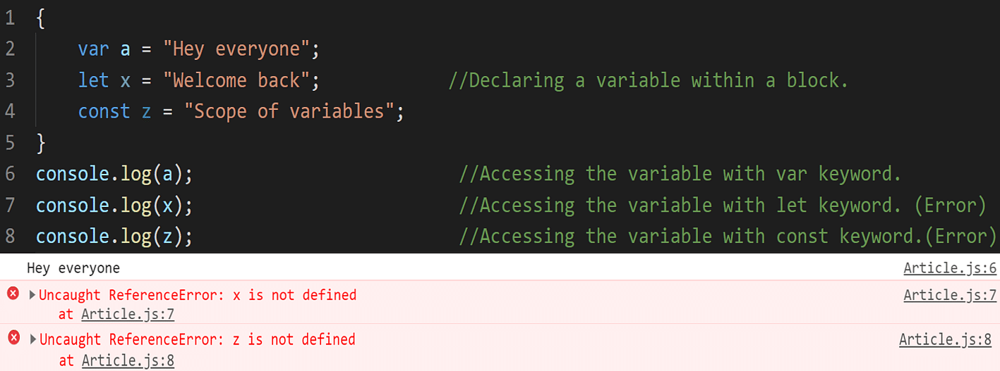 1 {
2 var a = "Hey everyone";
3 let x = "Welcome back"; //Declaring a variable within a block.
4 const z = "Scope of variables";
5 }
6 console.log(a); //Accessing the variable with var keyword.
7 console.log(x); //Accessing the variable with let keyword. (Error)
8 console.log(z); //Accessing the variable with const keyword.(Error)
Hey everyone Article.js:6
Uncaught ReferenceError: x is not defined Article.js:7
at Article.js:7
Uncaught ReferenceError: z is not defined Article.js:8
at Article.js:8